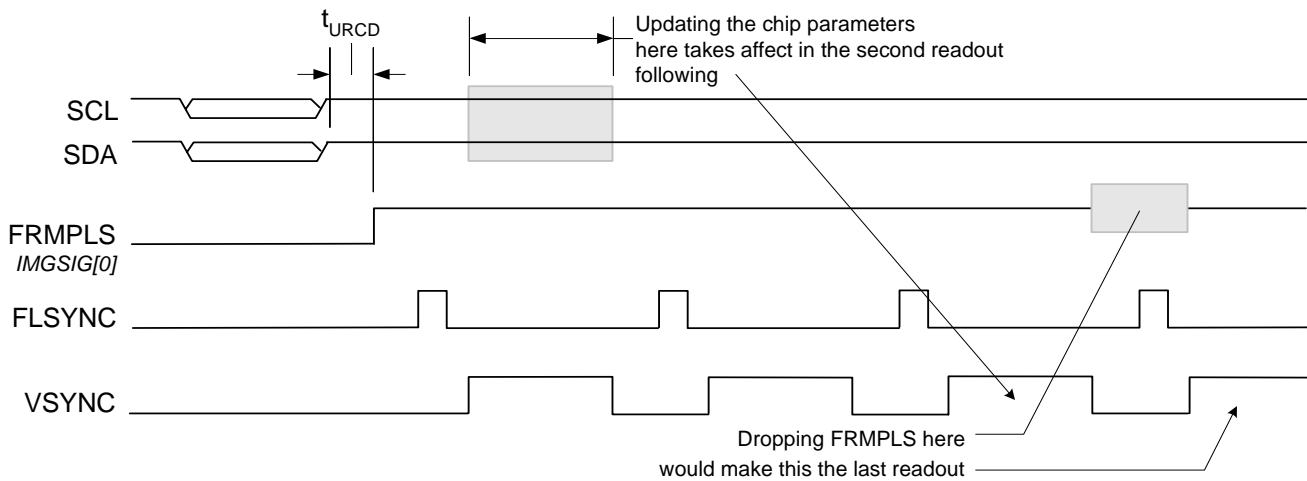 tURCD
Updating the chip parameters
here takes affect in the second readout
following
SCL
SDA
FRMPLS
IMGSIG[0]
FLSYNC
VSYNC
Dropping FRMPLS here
would make this the last readout